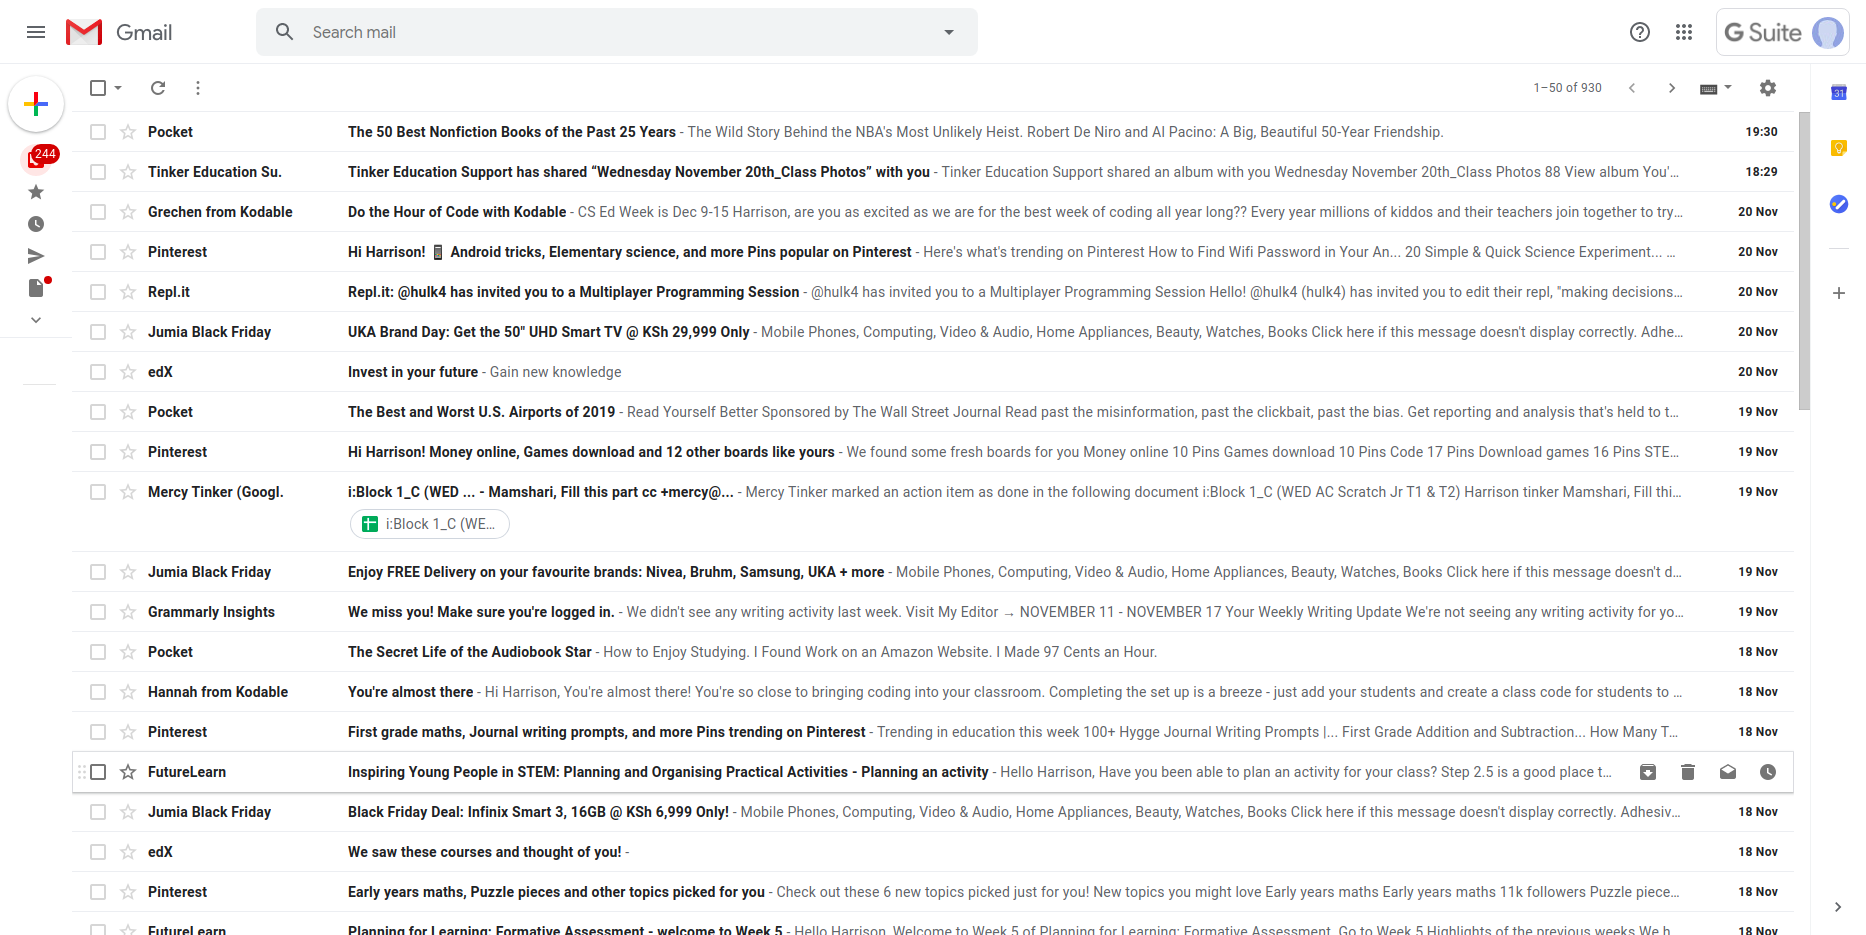 Gmail
Search mail
G Suite
1–50 of 930
31
244
Pocket The 50 Best Nonfiction Books of the Past 25 Years - The Wild Story Behind the NBA's Most Unlikely Heist. Robert De Niro and Al Pacino: A Big, Beautiful 50-Year Friendship. 19:30
Tinker Education Su. Tinker Education Support has shared “Wednesday November 20th_Class Photos” with you - Tinker Education Support shared an album with you Wednesday November 20th_Class Photos 88 View album You'... 18:29
Grechen from Kodable Do the Hour of Code with Kodable - CS Ed Week is Dec 9-15 Harrison, are you as excited as we are for the best week of coding all year long?? Every year millions of kiddos and their teachers join together to try... 20 Nov
Pinterest Hi Harrison! 📱 Android tricks, Elementary science, and more Pins popular on Pinterest - Here's what's trending on Pinterest How to Find Wifi Password in Your An... 20 Simple & Quick Science Experiment... ... 20 Nov
Repl.it Repl.it: @hulk4 has invited you to a Multiplayer Programming Session - @hulk4 has invited you to a Multiplayer Programming Session Hello! @hulk4 (hulk4) has invited you to edit their repl, "making decisions... 20 Nov
Jumia Black Friday UKA Brand Day: Get the 50" UHD Smart TV @ KSh 29,999 Only - Mobile Phones, Computing, Video & Audio, Home Appliances, Beauty, Watches, Books Click here if this message doesn't display correctly. Adhe... 20 Nov
edX Invest in your future - Gain new knowledge 20 Nov
Pocket The Best and Worst U.S. Airports of 2019 - Read Yourself Better Sponsored by The Wall Street Journal Read past the misinformation, past the clickbait, past the bias. Get reporting and analysis that's held to t... 19 Nov
Pinterest Hi Harrison! Money online, Games download and 12 other boards like yours - We found some fresh boards for you Money online 10 Pins Games download 10 Pins Code 17 Pins Download games 16 Pins STE... 19 Nov
Mercy Tinker (Googl. i:Block 1_C (WED ... - Mamshari, Fill this part cc +mercy@... - Mercy Tinker marked an action item as done in the following document i:Block 1_C (WED AC Scratch Jr T1 & T2) Harrison tinker Mamshari, Fill thi... 19 Nov
i:Block 1_C (WE...
Jumia Black Friday Enjoy FREE Delivery on your favourite brands: Nivea, Bruhm, Samsung, UKA + more - Mobile Phones, Computing, Video & Audio, Home Appliances, Beauty, Watches, Books Click here if this message doesn't d... 19 Nov
Grammarly Insights We miss you! Make sure you're logged in. - We didn't see any writing activity last week. Visit My Editor → NOVEMBER 11 - NOVEMBER 17 Your Weekly Writing Update We're not seeing any writing activity for yo... 19 Nov
Pocket The Secret Life of the Audiobook Star - How to Enjoy Studying. I Found Work on an Amazon Website. I Made 97 Cents an Hour. 18 Nov
Hannah from Kodable You're almost there - Hi Harrison, You're almost there! You're so close to bringing coding into your classroom. Completing the set up is a breeze - just add your students and create a class code for students to ... 18 Nov
Pinterest First grade maths, Journal writing prompts, and more Pins trending on Pinterest - Trending in education this week 100+ Hygge Journal Writing Prompts |... First Grade Addition and Subtraction... How Many T... 18 Nov
FutureLearn Inspiring Young People in STEM: Planning and Organising Practical Activities - Planning an activity - Hello Harrison, Have you been able to plan an activity for your class? Step 2.5 is a good place t...
Jumia Black Friday Black Friday Deal: Infinix Smart 3, 16GB @ KSh 6,999 Only! - Mobile Phones, Computing, Video & Audio, Home Appliances, Beauty, Watches, Books Click here if this message doesn't display correctly. Adhesiv... 18 Nov
edX We saw these courses and thought of you! - 18 Nov
Pinterest Early years maths, Puzzle pieces and other topics picked for you - Check out these 6 new topics picked just for you! New topics you might love Early years maths Early years maths 11k followers Puzzle piece... 18 Nov
FutureLearn Planning for Learning: Formative Assessment - welcome to Week 5 - Hello Harrison, Welcome to Week 5 of Planning for Learning: Formative Assessment. Go to Week 5 Highlights of the previous weeks We h 18 Nov